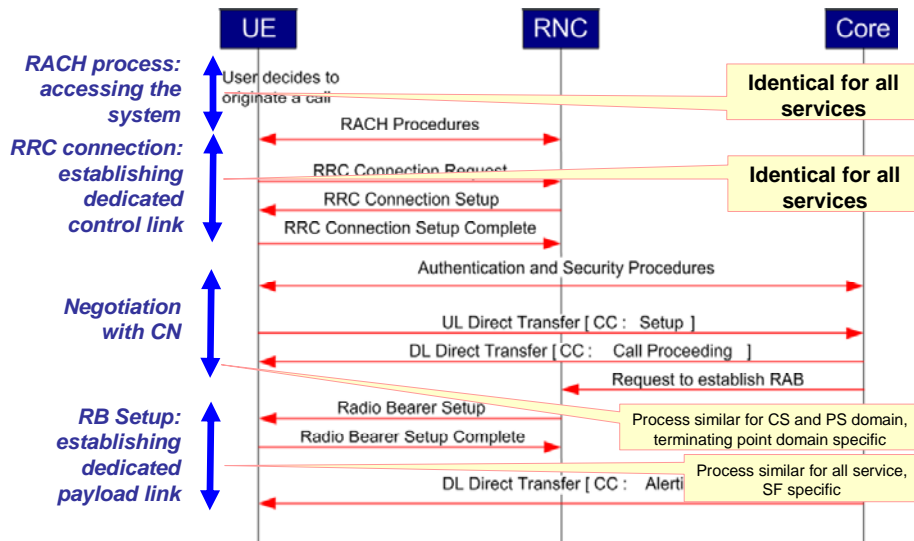 UE
RNC
Core
RACH process:
accessing the
system
User decides to
originate a call
Identical for all
services
RACH Procedures
RRC connection:
establishing
dedicated
control link
RRC Connection Request
Identical for all
services
RRC Connection Setup
RRC Connection Setup Complete
Authentication and Security Procedures
Negotiation
with CN
UL Direct Transfer [ CC : Setup ]
DL Direct Transfer [ CC : Call Proceeding ]
Request to establish RAB
RB Setup:
establishing
dedicated
payload link
Radio Bearer Setup
Process similar for CS and PS domain,
terminating point domain specific
Radio Bearer Setup Complete
Process similar for all service,
SF specific
DL Direct Transfer [ CC : Alerti